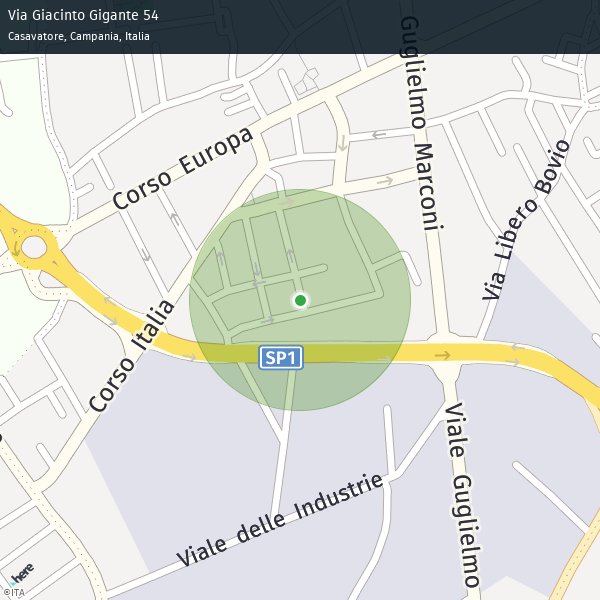 Via Giacinto Gigante 54
Casavatore, Campania, Italia
Guglielmo Marconi
Corso Europa
Via Libero Bovio
Corso Italia
SP1
Viale Guglielmo
Viale delle Industrie
here
©ITA